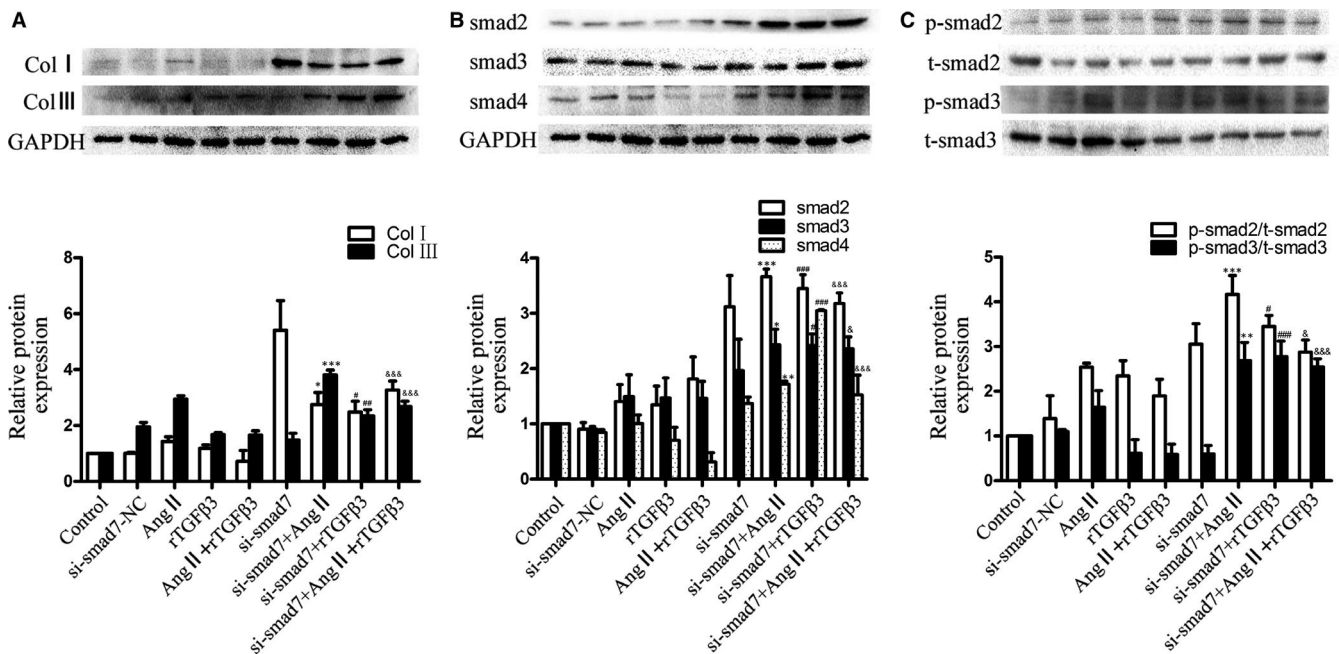 A
Col Ⅰ
Col Ⅲ
GAPDH
Col Ⅰ
Col Ⅲ
Relative protein
expression
8
6
4
2
0
*
***
#
##
&&&
&&&
Control
si-smad7-NC
Ang Ⅱ
rTGFβ3
Ang Ⅱ+rTGFβ3
si-smad7
si-smad7+Ang Ⅱ
si-smad7+rTGFβ3
si-smad7+Ang Ⅱ+rTGFβ3
B
smad2
smad3
smad4
GAPDH
smad2
smad3
smad4
Relative protein
expression
4
3
2
1
0
***
*
**
###
#
###
&&&
&
&&&
Control
si-smad7-NC
Ang Ⅱ
rTGFβ3
Ang Ⅱ+rTGFβ3
si-smad7
si-smad7+Ang Ⅱ
si-smad7+rTGFβ3
si-smad7+Ang Ⅱ+rTGFβ3
C
p-smad2
t-smad2
p-smad3
t-smad3
p-smad2/t-smad2
p-smad3/t-smad3
Relative protein
expression
5
4
3
2
1
0
***
**
#
###
&
&&&
Control
si-smad7-NC
Ang Ⅱ
rTGFβ3
Ang Ⅱ+rTGFβ3
si-smad7
si-smad7+Ang Ⅱ
si-smad7+rTGFβ3
si-smad7+Ang Ⅱ+rTGFβ3